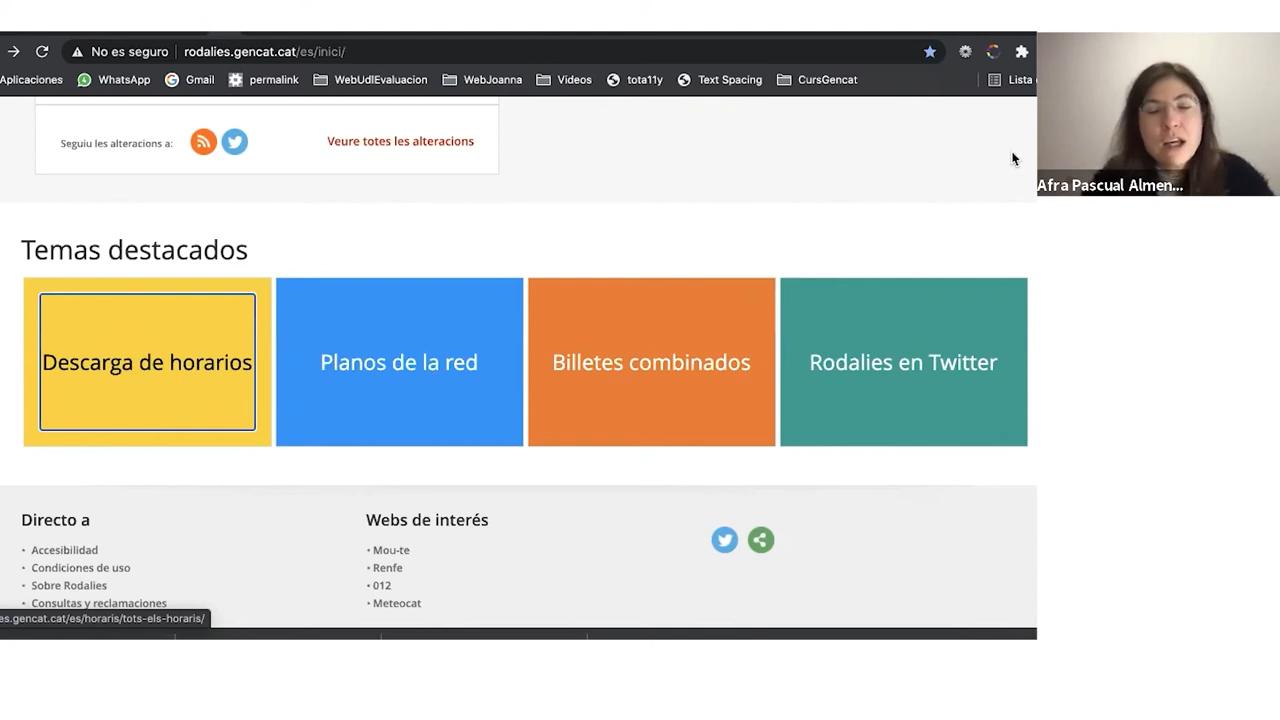 No es seguro rodalies.gencat.cat/es/inici/
Aplicaciones WhatsApp Gmail permalink WebUdlEvaluacion WebJoanna Videos tota11y Text Spacing CursGencat Lista
Seguiu les alteracions a: Veure totes les alteracions
Afra Pascual Almen...
Temas destacados
Descarga de horarios Planos de la red Billetes combinados Rodalies en Twitter
Directo a Webs de interés
• Accesibilidad • Mou-te
• Condiciones de uso • Renfe
• Sobre Rodalies • 012
• Consultas y reclamaciones • Meteocat
es.gencat.cat/es/horaris/tots-els-horaris/